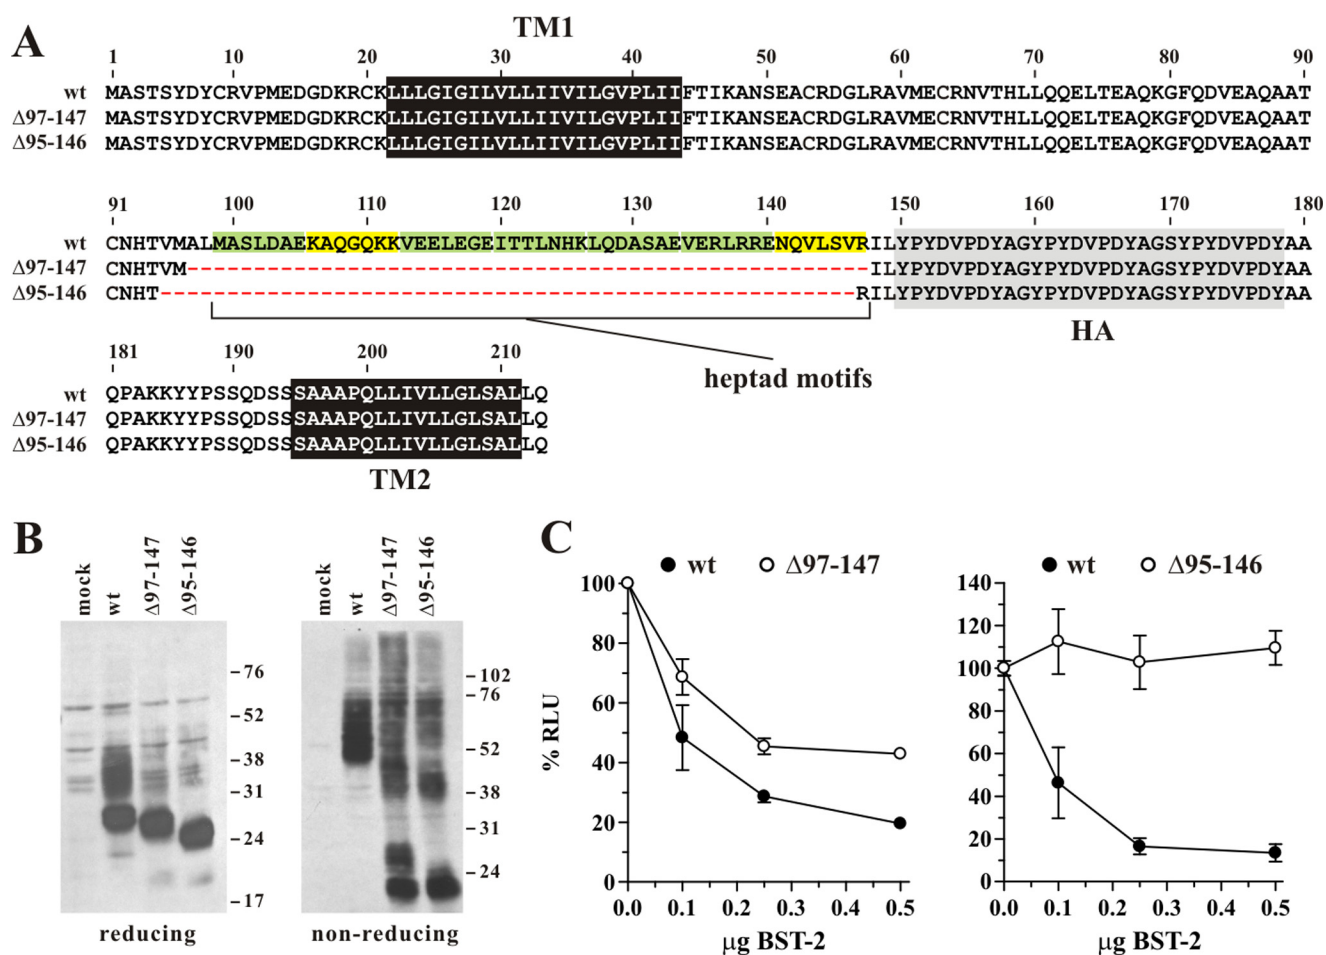 A
TM1
1 10 20 30 40 50 60 70 80 90
wt MASTSYDYCRVPMEDGDKRCKLLLGIGILVLLIIVILGVPLIIFTIKANSEACRDGLRAVMECRNVTHLLQQELTEAQKGFQDVEAQAAT
Δ97-147 MASTSYDYCRVPMEDGDKRCKLLLGIGILVLLIIVILGVPLIIFTIKANSEACRDGLRAVMECRNVTHLLQQELTEAQKGFQDVEAQAAT
Δ95-146 MASTSYDYCRVPMEDGDKRCKLLLGIGILVLLIIVILGVPLIIFTIKANSEACRDGLRAVMECRNVTHLLQQELTEAQKGFQDVEAQAAT
91 100 110 120 130 140 150 160 170 180
wt CNHTVMALMASLDAEKAQGQKKVEELEGEITTLNHKLQDASAEVERLRRENQVLSVRILYPYDVPDYAGYPYDVPDYAGSYPYDVPDYAA
Δ97-147 CNHTVM---------------------------------------------------ILYPYDVPDYAGYPYDVPDYAGSYPYDVPDYAA
Δ95-146 CNHT----------------------------------------------------RILYPYDVPDYAGYPYDVPDYAGSYPYDVPDYAA
HA
heptad motifs
181 190 200 210
wt QPAKKYYPSSQDSSSAAAPQLLIVLLGLSALLQ
Δ97-147 QPAKKYYPSSQDSSSAAAPQLLIVLLGLSALLQ
Δ95-146 QPAKKYYPSSQDSSSAAAPQLLIVLLGLSALLQ
TM2
B
mock wt Δ97-147 Δ95-146
-76
-52
-38
-31
-24
-17
reducing
mock wt Δ97-147 Δ95-146
-102
-76
-52
-38
-31
-24
non-reducing
C
wt Δ97-147
% RLU
100
80
60
40
20
0
0.0 0.1 0.2 0.3 0.4 0.5
µg BST-2
wt Δ95-146
140
120
100
80
60
40
20
0
0.0 0.1 0.2 0.3 0.4 0.5
µg BST-2